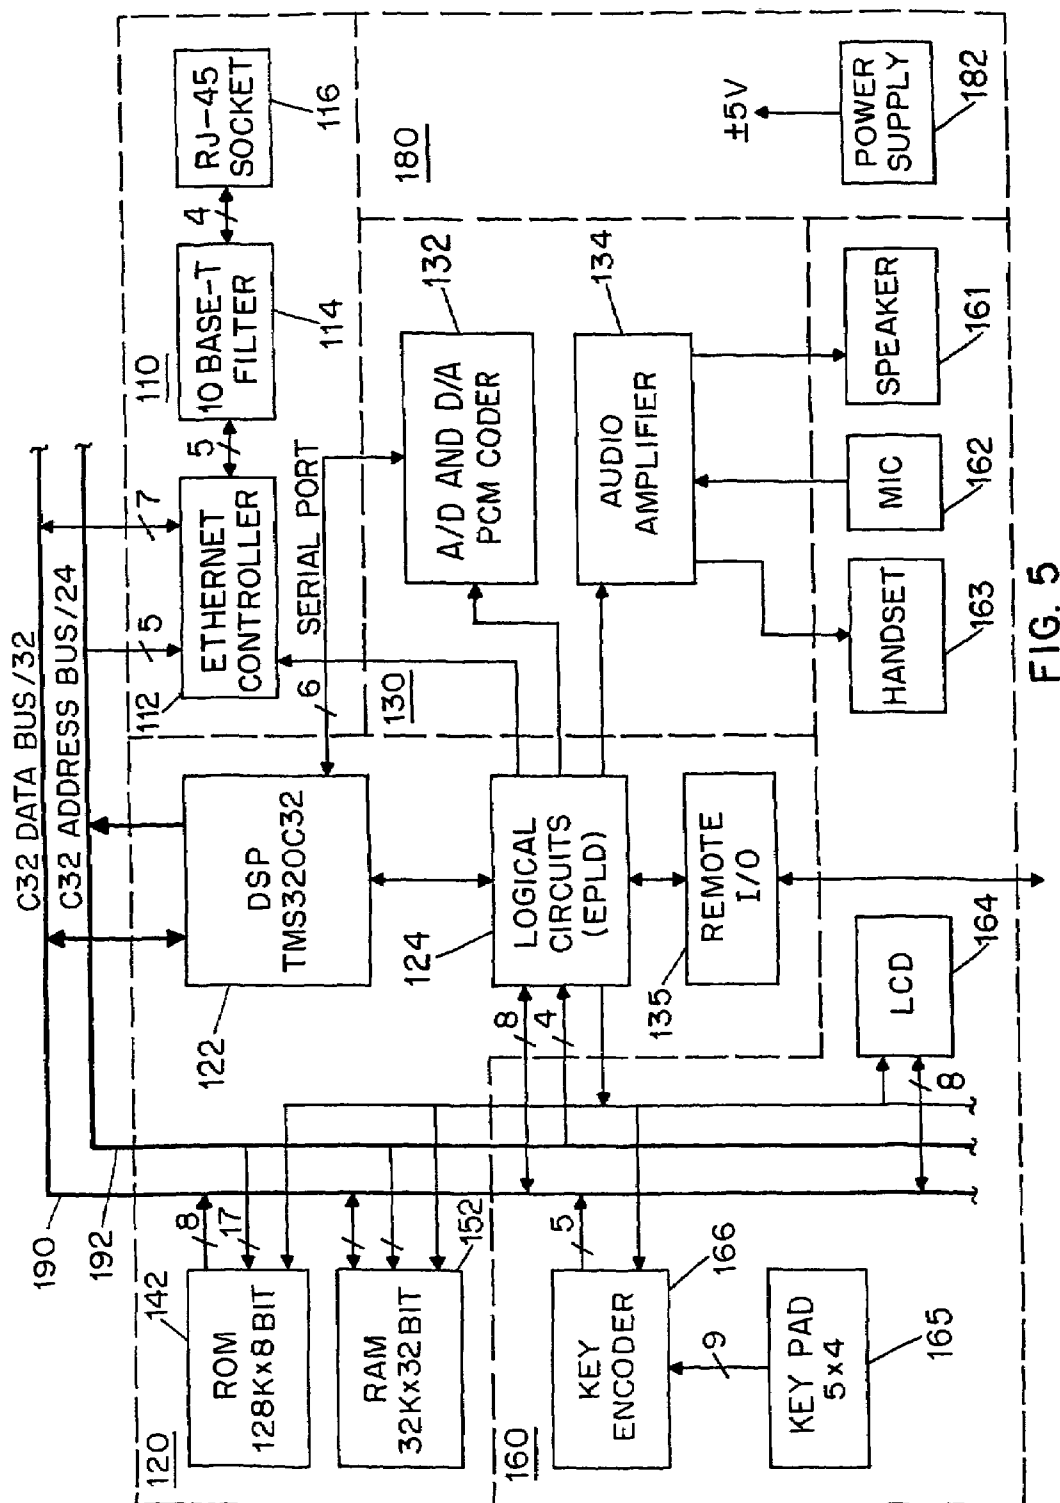 C32 DATA BUS/32
C32 ADDRESS BUS/24
190
192
120
142
ROM
128Kx8BIT
8
17
RAM
32Kx32BIT
152
122
DSP
TMS320C32
6
SERIAL PORT
112
ETHERNET
CONTROLLER
5
7
5
110
10 BASE-T
FILTER
114
4
RJ-45
SOCKET
116
130
A/D AND D/A
PCM CODER
132
180
124
LOGICAL
CIRCUITS
(EPLD)
8
4
AUDIO
AMPLIFIER
134
135
REMOTE
I/O
160
KEY
ENCODER
5
166
9
KEY PAD
5x4
165
LCD
164
8
HANDSET
163
MIC
162
SPEAKER
161
±5V
POWER
SUPPLY
182
FIG. 5